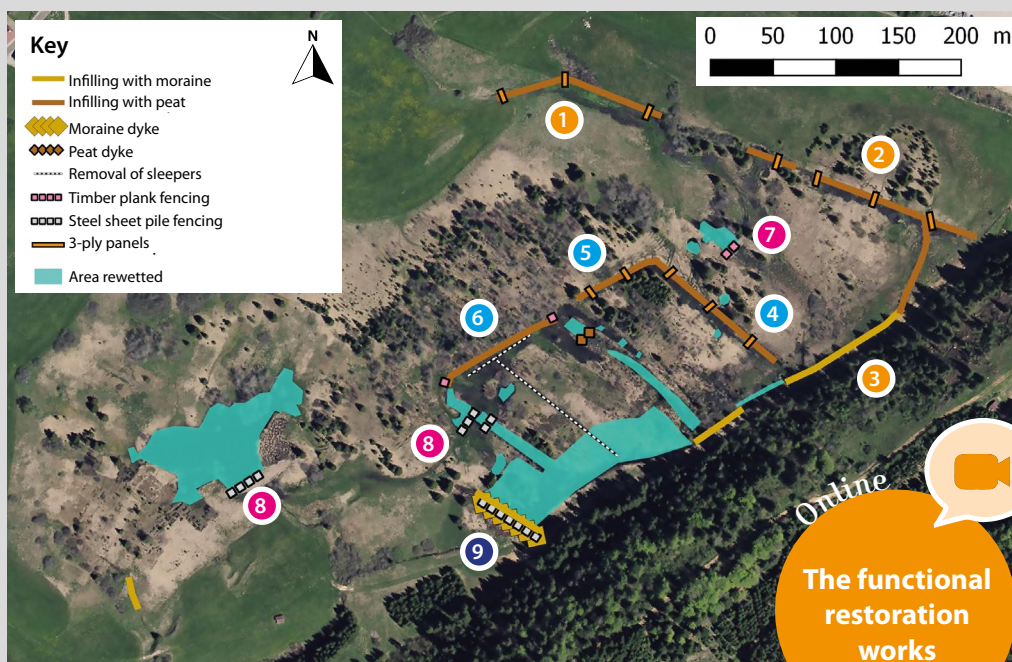 Key
Infilling with moraine
Infilling with peat
Moraine dyke
Peat dyke
Removal of sleepers
Timber plank fencing
Steel sheet pile fencing
3-ply panels
Area rewetted
N
0 50 100 150 200 m
1
2
7
5
6
4
3
8
8
9
Online
The functional
restoration
works